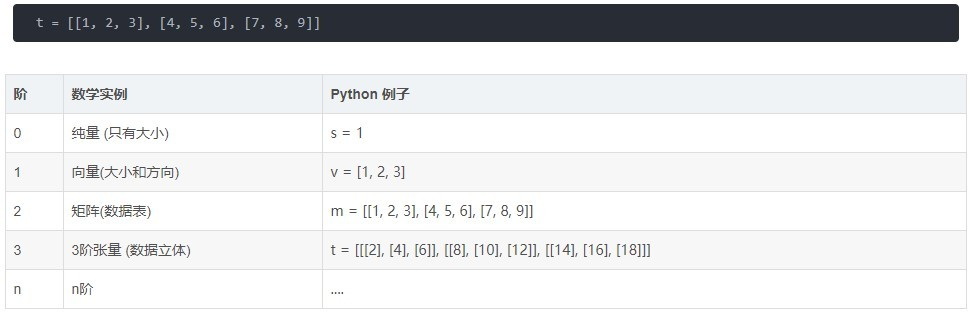 t = [[1, 2, 3], [4, 5, 6], [7, 8, 9]]
阶 数学实例 Python 例子
0 纯量 (只有大小) s = 1
1 向量(大小和方向) v = [1, 2, 3]
2 矩阵(数据表) m = [[1, 2, 3], [4, 5, 6], [7, 8, 9]]
3 3阶张量 (数据立体) t = [[[2], [4], [6]], [[8], [10], [12]], [[14], [16], [18]]]
n n阶 ....